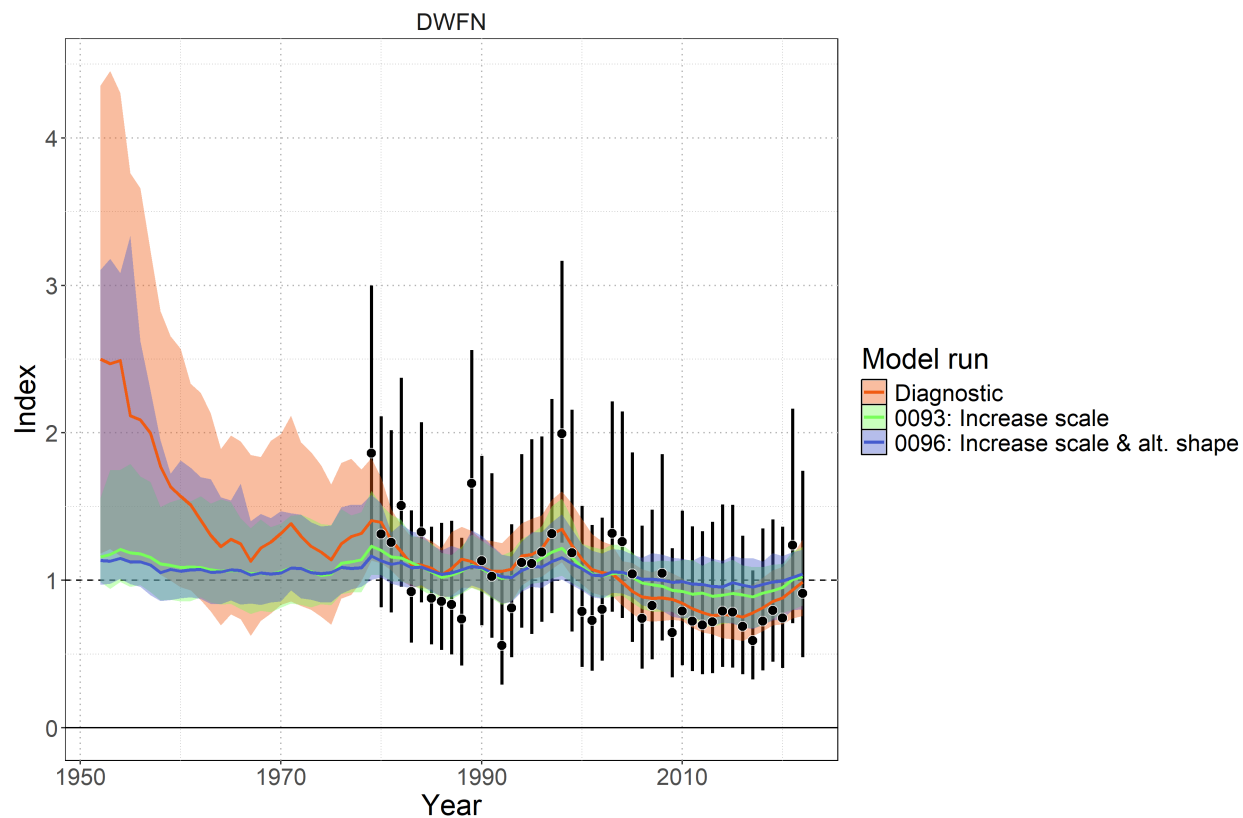 DWFN
4
3
2
1
0
Index
1950 1970 1990 2010
Year
Model run
Diagnostic
0093: Increase scale
0096: Increase scale & alt. shape